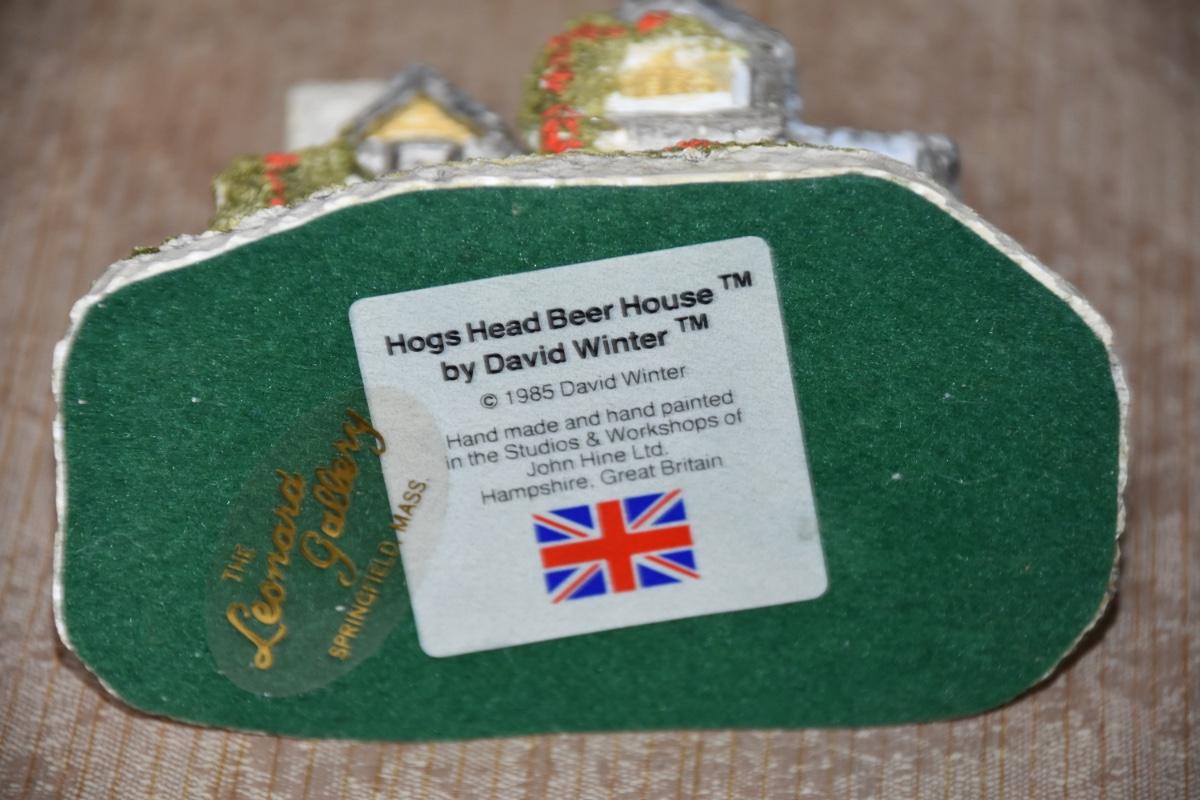 Hogs Head Beer House ™
by David Winter ™
© 1985 David Winter
Hand made and hand painted
in the Studios & Workshops of
John Hine Ltd.
Hampshire, Great Britain
THE
Leonard
Gallery
SPRINGFIELD, MASS.